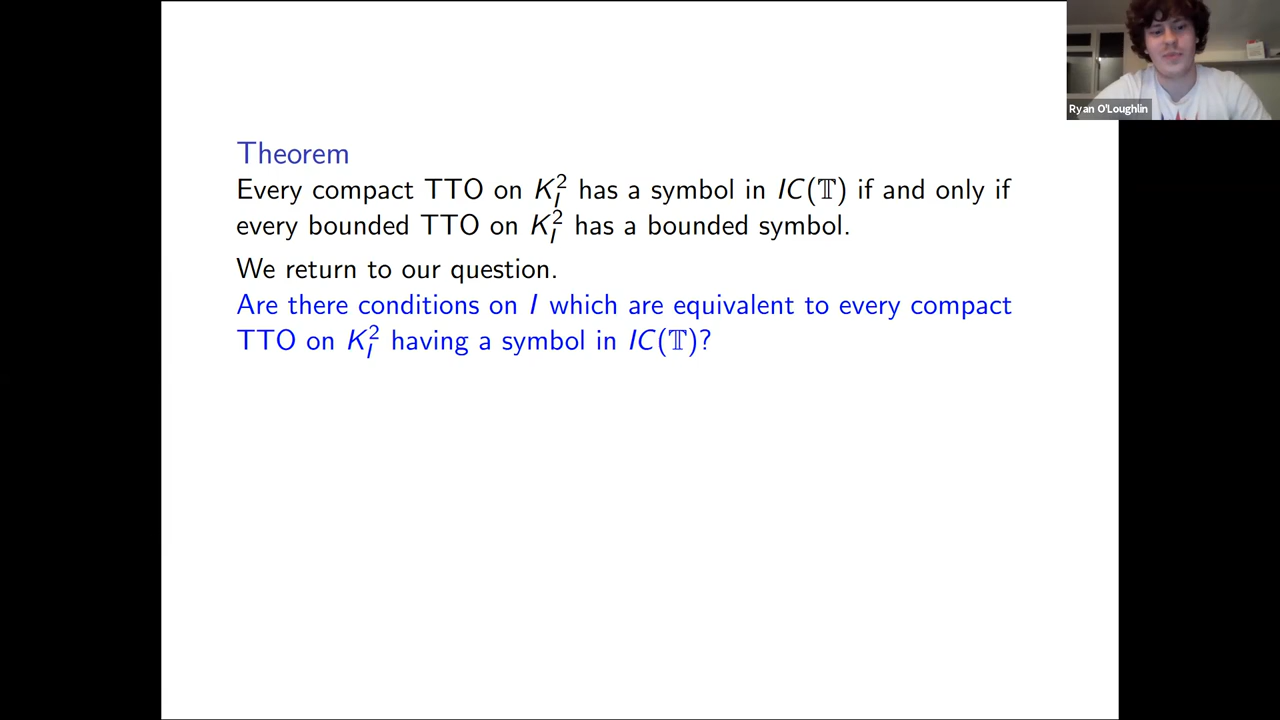 Ryan O'Loughlin
Theorem
Every compact TTO on $K_I^2$ has a symbol in $IC(\mathbb{T})$ if and only if
every bounded TTO on $K_I^2$ has a bounded symbol.
We return to our question.
Are there conditions on $I$ which are equivalent to every compact
TTO on $K_I^2$ having a symbol in $IC(\mathbb{T})$?